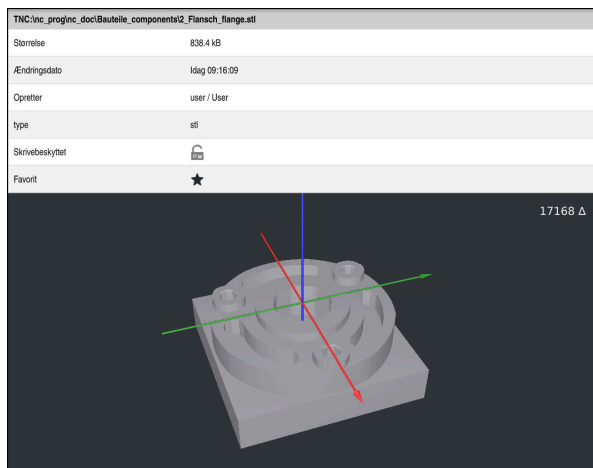 TNC:\nc_prog\nc_doc\Bauteile_components\2_Flansch_flange.stl
Størrelse 838.4 kB
Ændringsdato Idag 09:16:09
Opretter user / User
type stl
Skrivebeskyttet RW
Favorit
17168 Δ